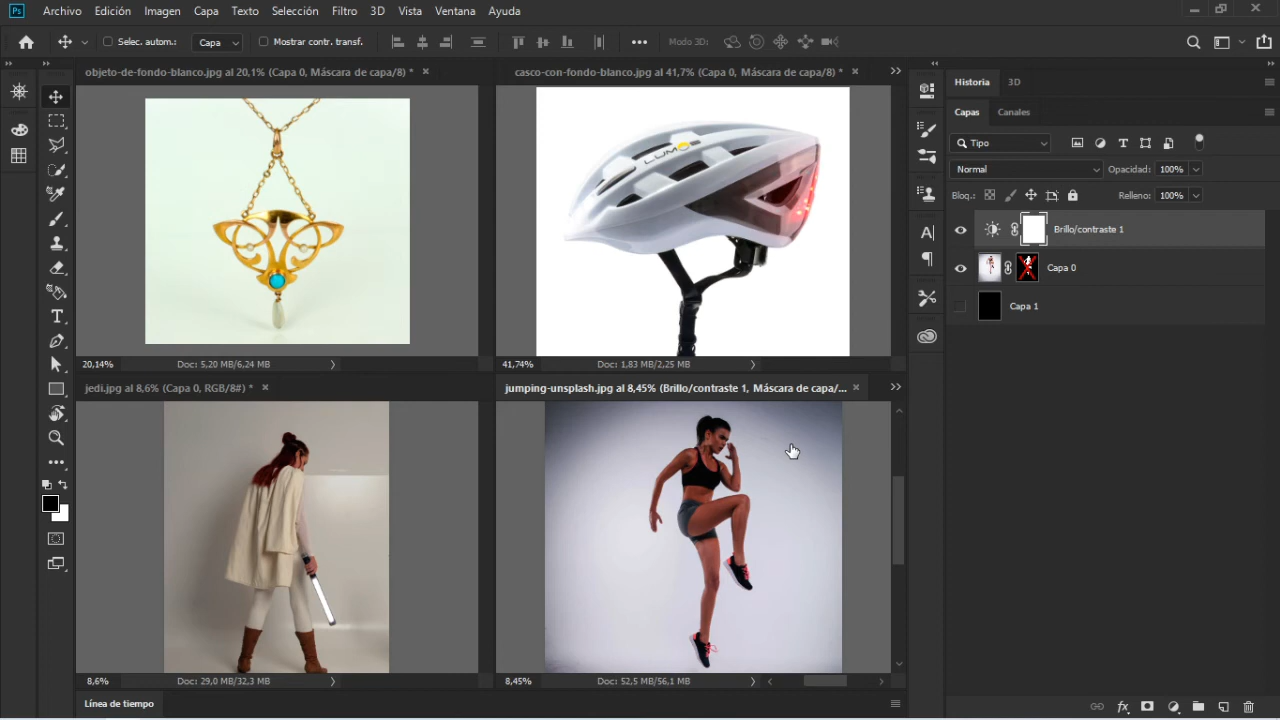 Ps Archivo Edición Imagen Capa Texto Selección Filtro 3D Vista Ventana Ayuda
Selec. autom.: Capa Mostrar contr. transf. Modo 3D:
objeto-de-fondo-blanco.jpg al 20,1% (Capa 0, Máscara de capa/8) *
casco-con-fondo-blanco.jpg al 41,7% (Capa 0, Máscara de capa/8) *
LUMOS
20,14% Doc: 5,20 MB/6,24 MB
41,74% Doc: 1,83 MB/2,25 MB
jedi.jpg al 8,6% (Capa 0, RGB/8#) *
jumping-unsplash.jpg al 8,45% (Brillo/contraste 1, Máscara de capa/...
8,6% Doc: 29,0 MB/32,3 MB
8,45% Doc: 52,5 MB/56,1 MB
Línea de tiempo
Historia 3D
Capas Canales
Tipo
Normal Opacidad: 100%
Bloq.: Relleno: 100%
Brillo/contraste 1
Capa 0
Capa 1